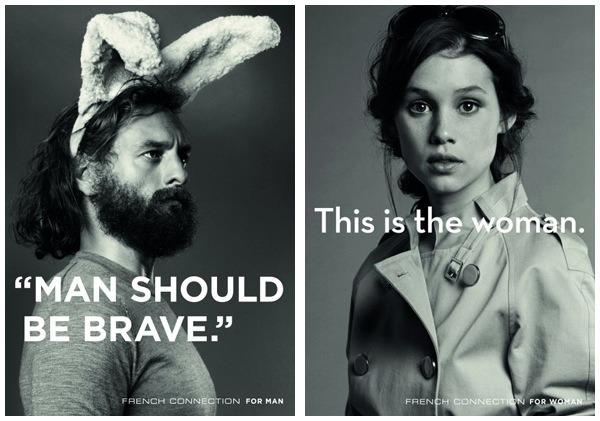 “MAN SHOULD
BE BRAVE.”
FRENCH CONNECTION FOR MAN
This is the woman.
FRENCH CONNECTION FOR WOMAN